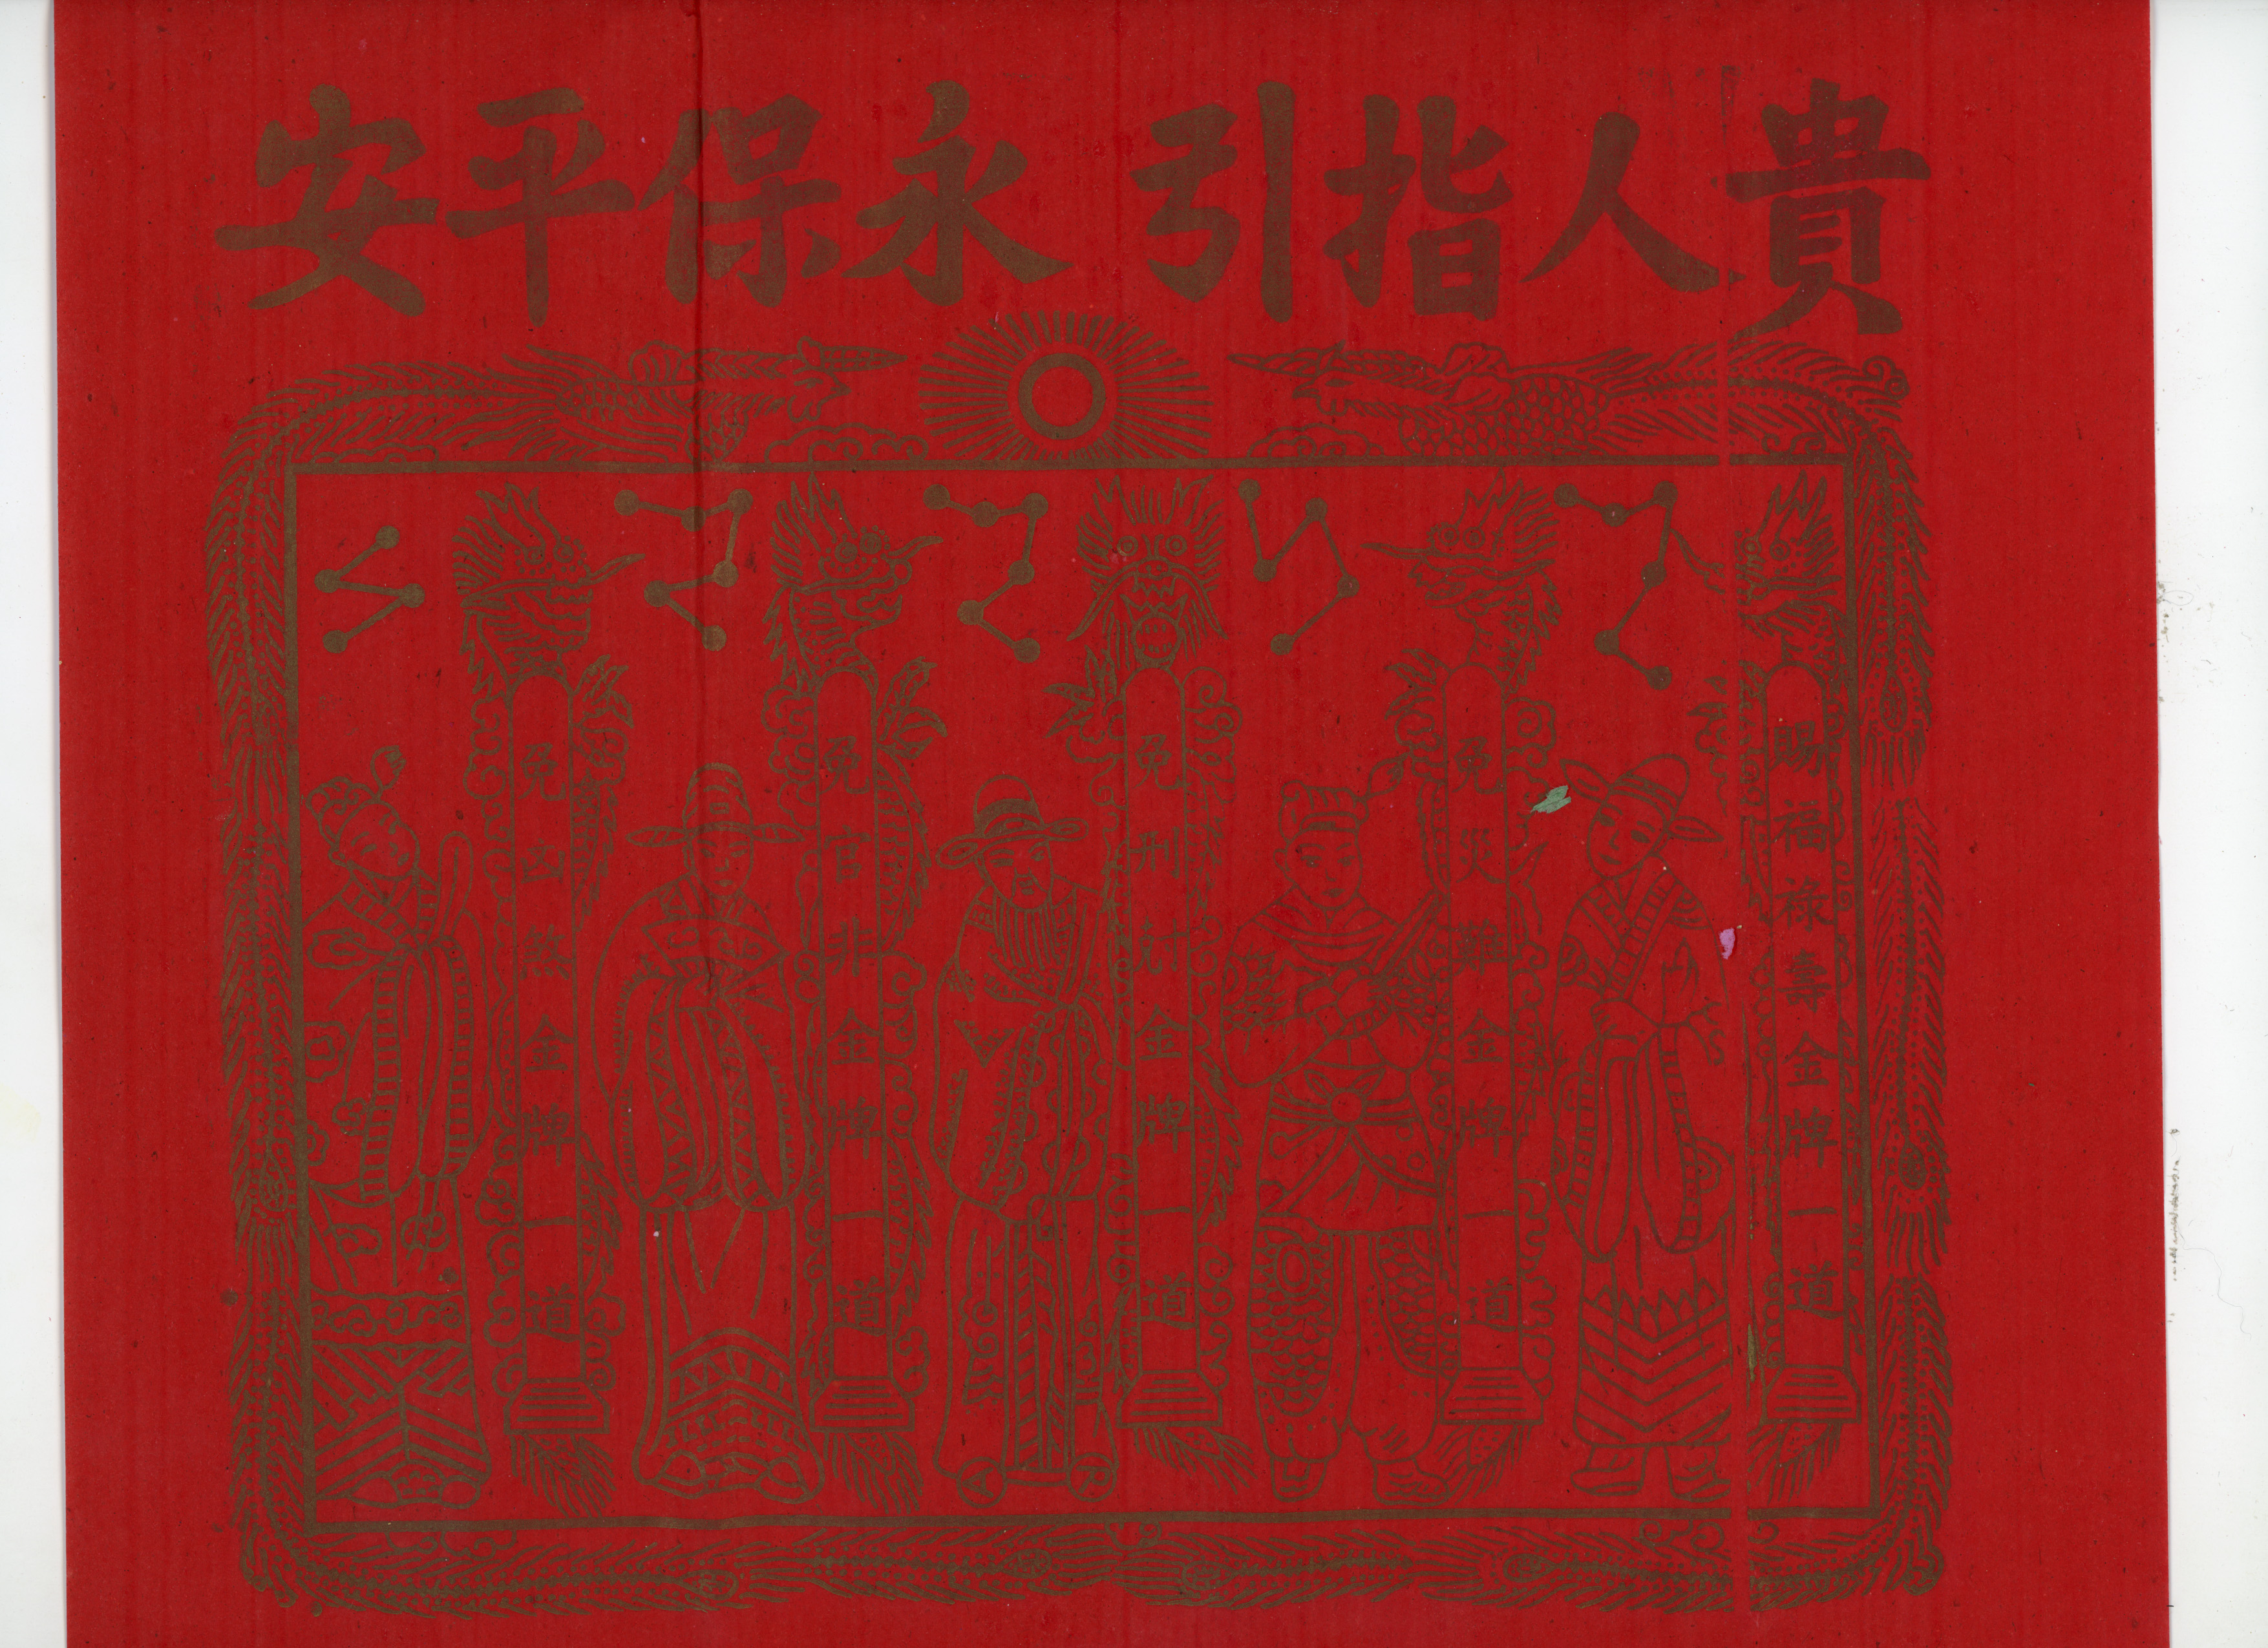 貴人指引 永保平安
賜福祿壽金牌一道
免災難金牌一道
免刑尅金牌一道
免官非金牌一道
免凶煞金牌一道